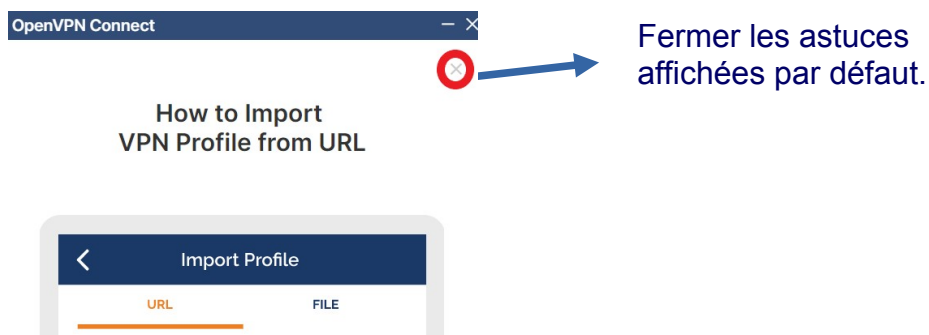 OpenVPN Connect
Fermer les astuces
affichées par défaut.
How to Import
VPN Profile from URL
Import Profile
URL FILE